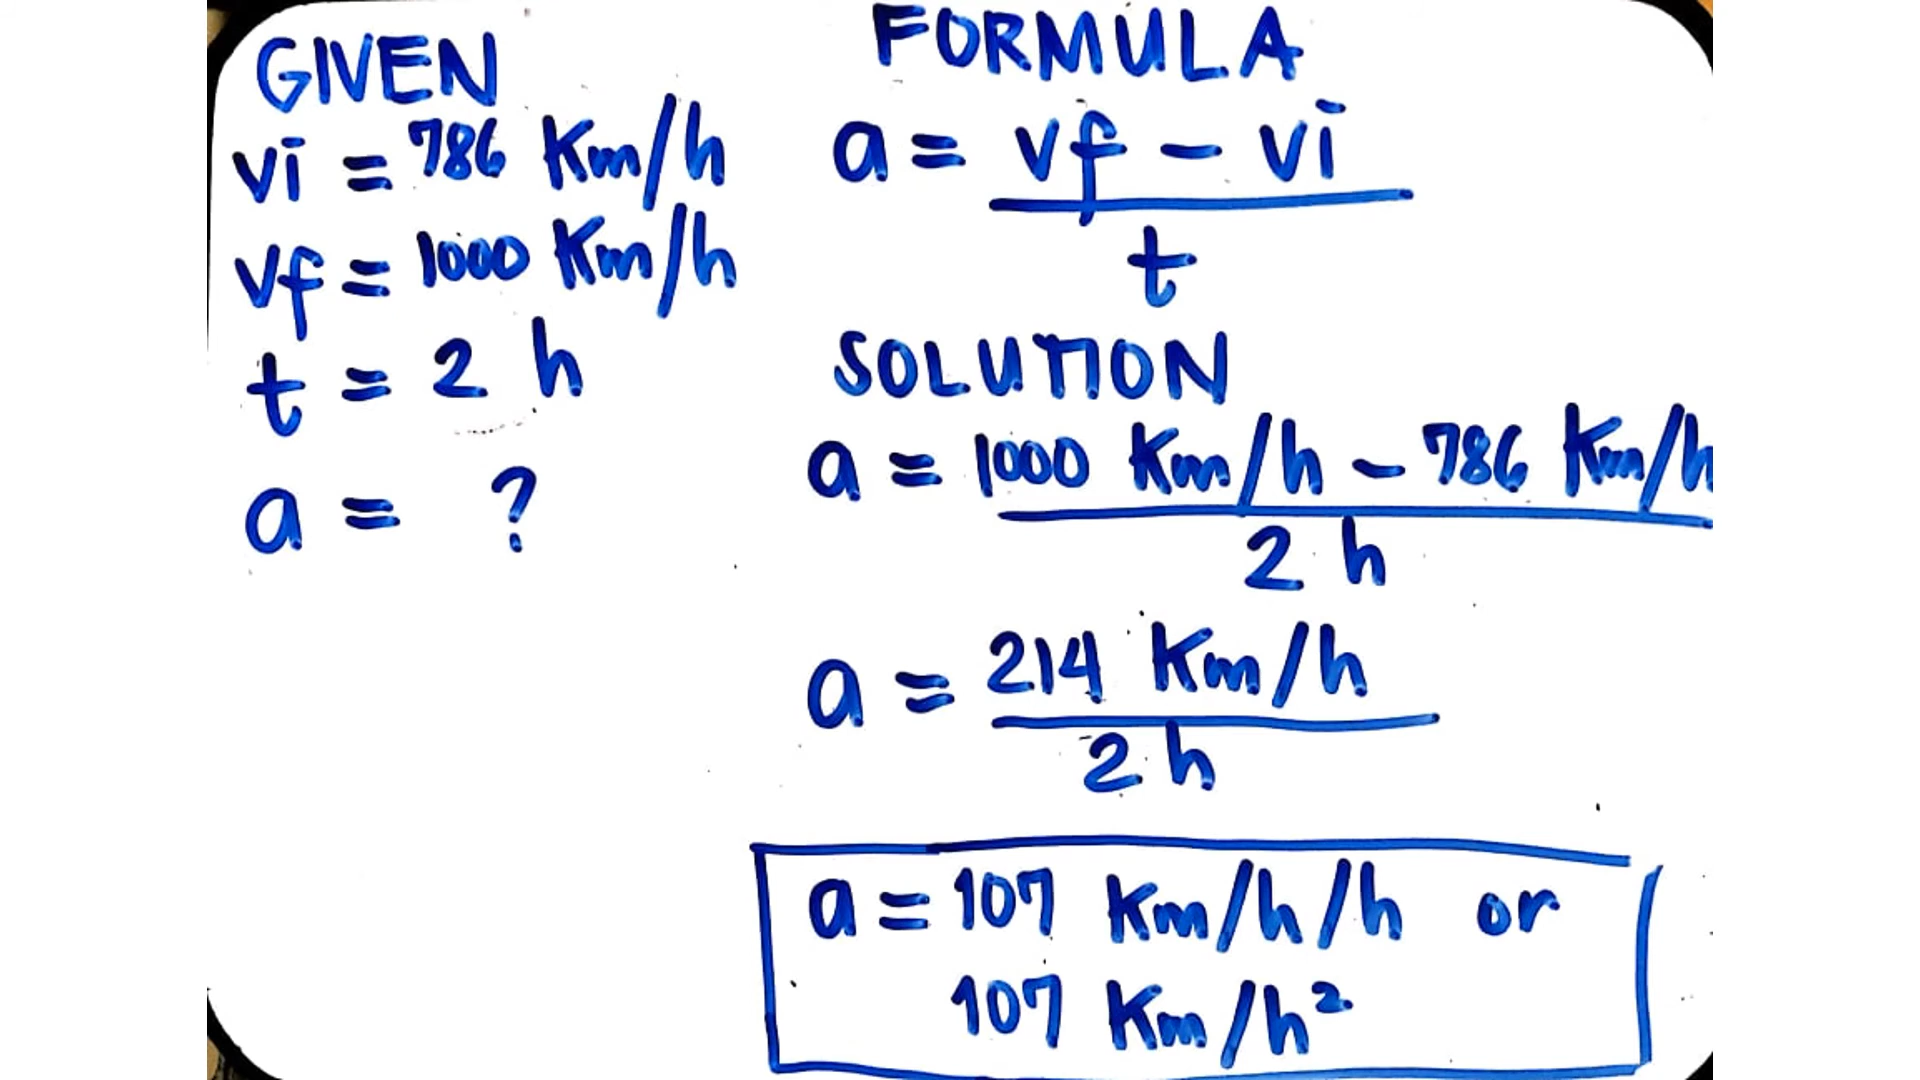 GIVEN
vi = 786 Km/h
vf = 1000 Km/h
t = 2 h
a = ?
FORMULA
a = vf - vi
t
SOLUTION
a = 1000 Km/h - 786 Km/h
2 h
a = 214 Km/h
2 h
a = 107 Km/h/h or
107 Km/h²